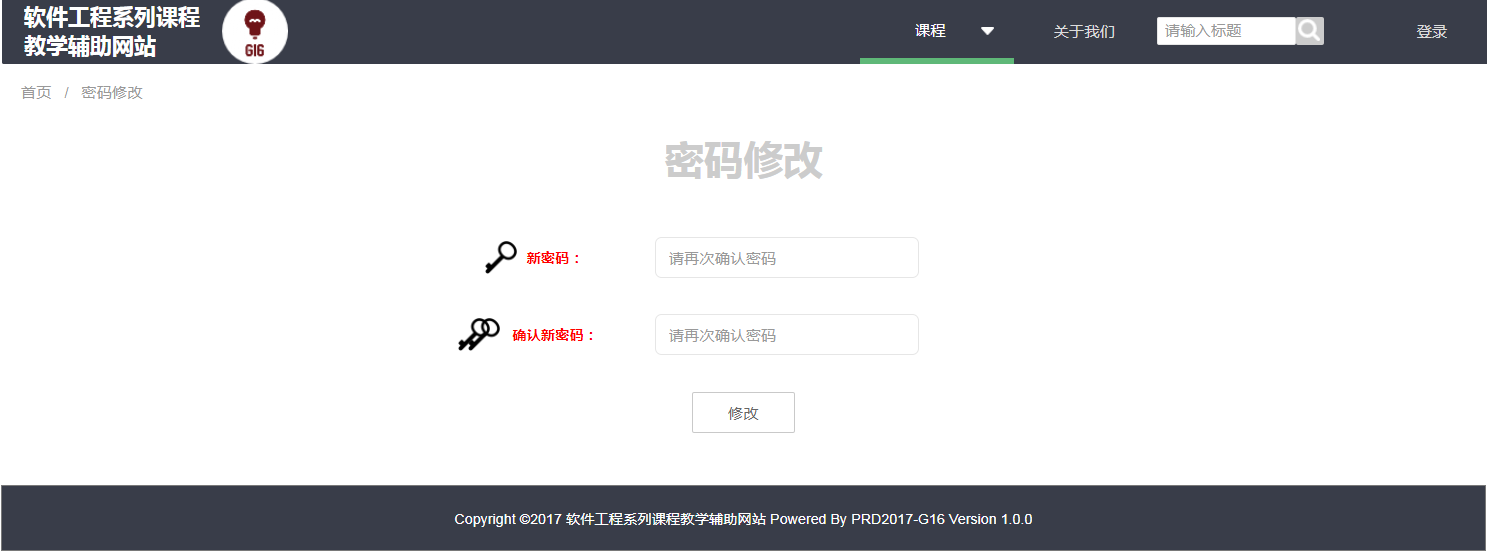 软件工程系列课程
教学辅助网站
G16
课程
关于我们
请输入标题
登录
首页 / 密码修改
密码修改
新密码：
请再次确认密码
确认新密码：
请再次确认密码
修改
Copyright ©2017 软件工程系列课程教学辅助网站 Powered By PRD2017-G16 Version 1.0.0